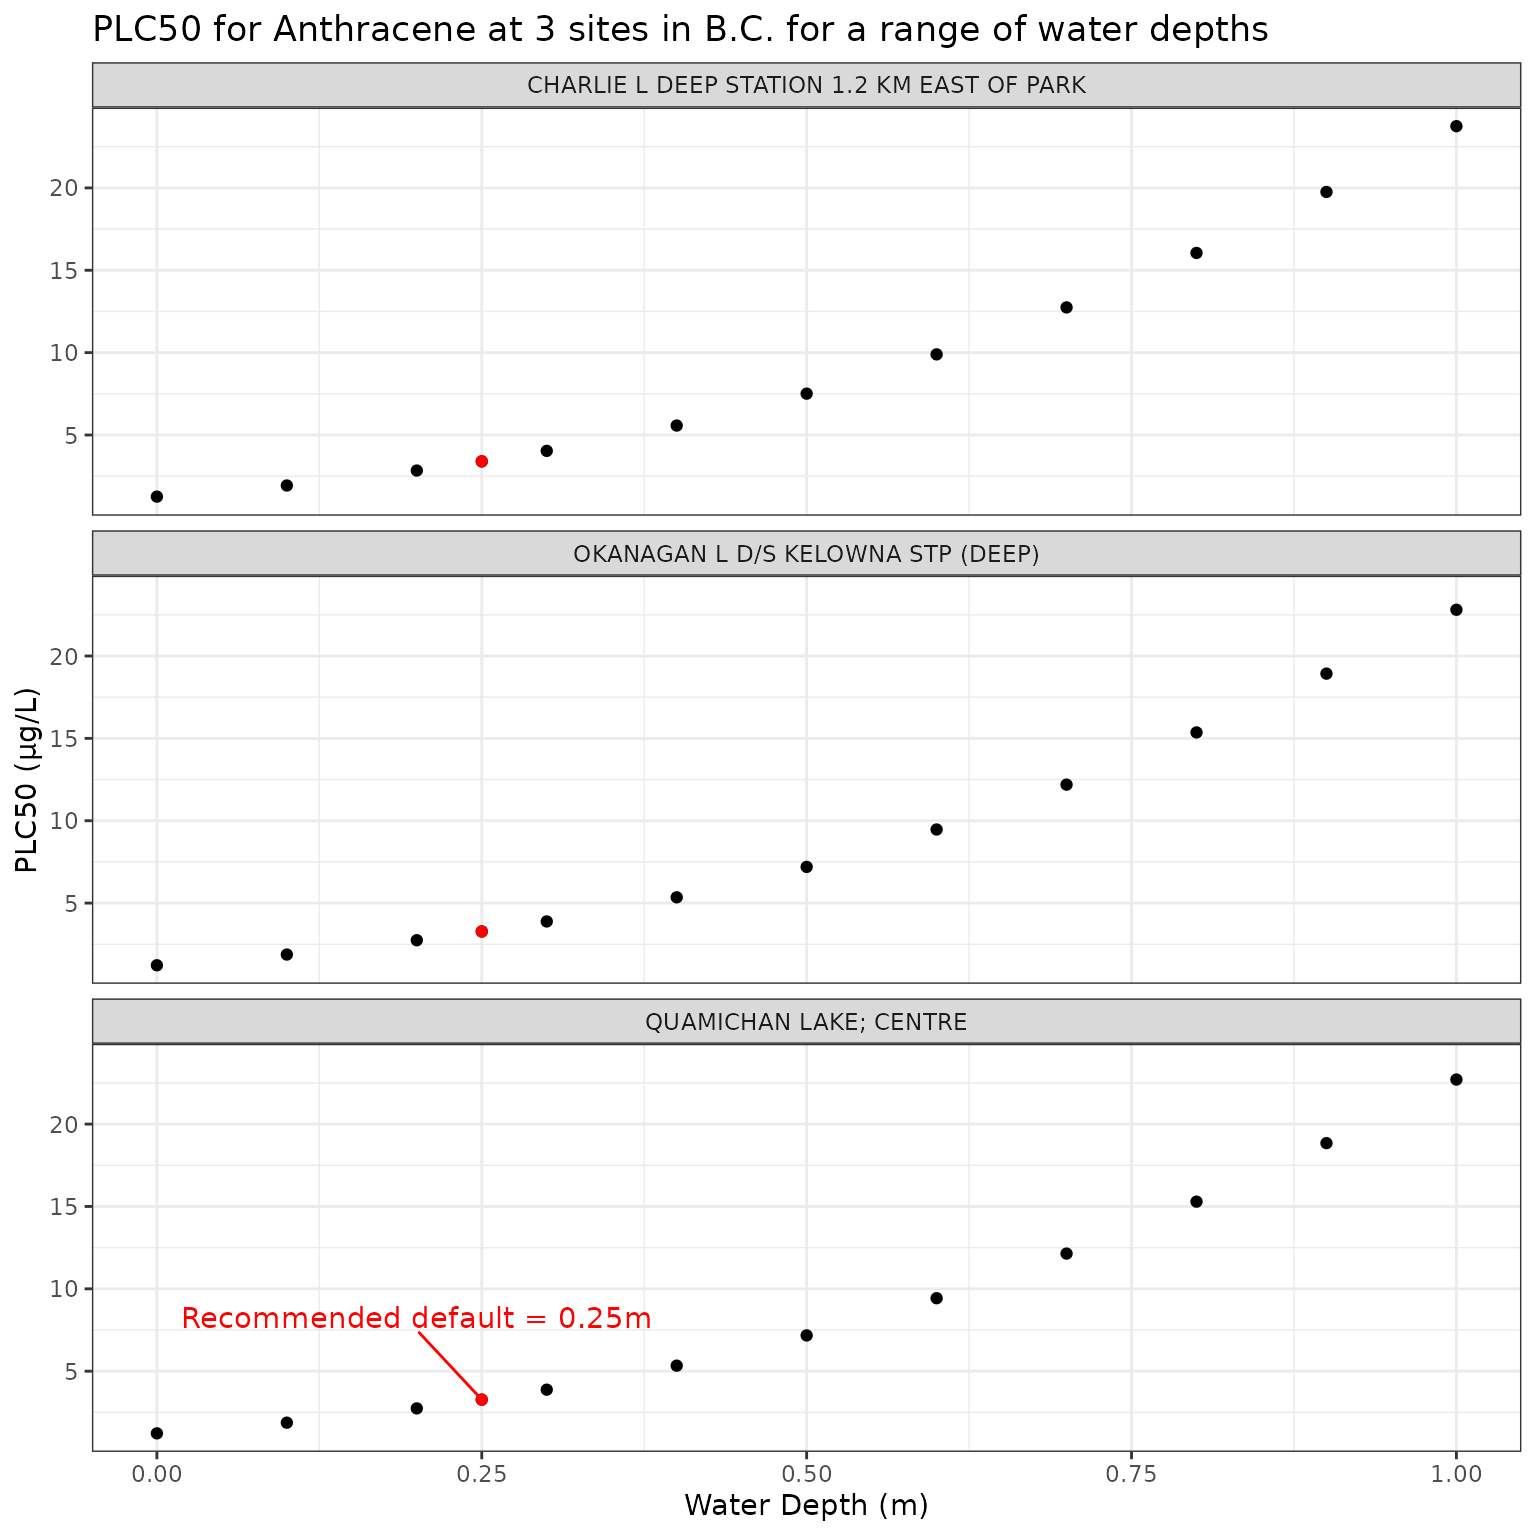 PLC50 for Anthracene at 3 sites in B.C. for a range of water depths
CHARLIE L DEEP STATION 1.2 KM EAST OF PARK
20
15
10
5
OKANAGAN L D/S KELOWNA STP (DEEP)
20
15
10
5
PLC50 (µg/L)
QUAMICHAN LAKE; CENTRE
20
15
10
5
Recommended default = 0.25m
0.00 0.25 0.50 0.75 1.00
Water Depth (m)